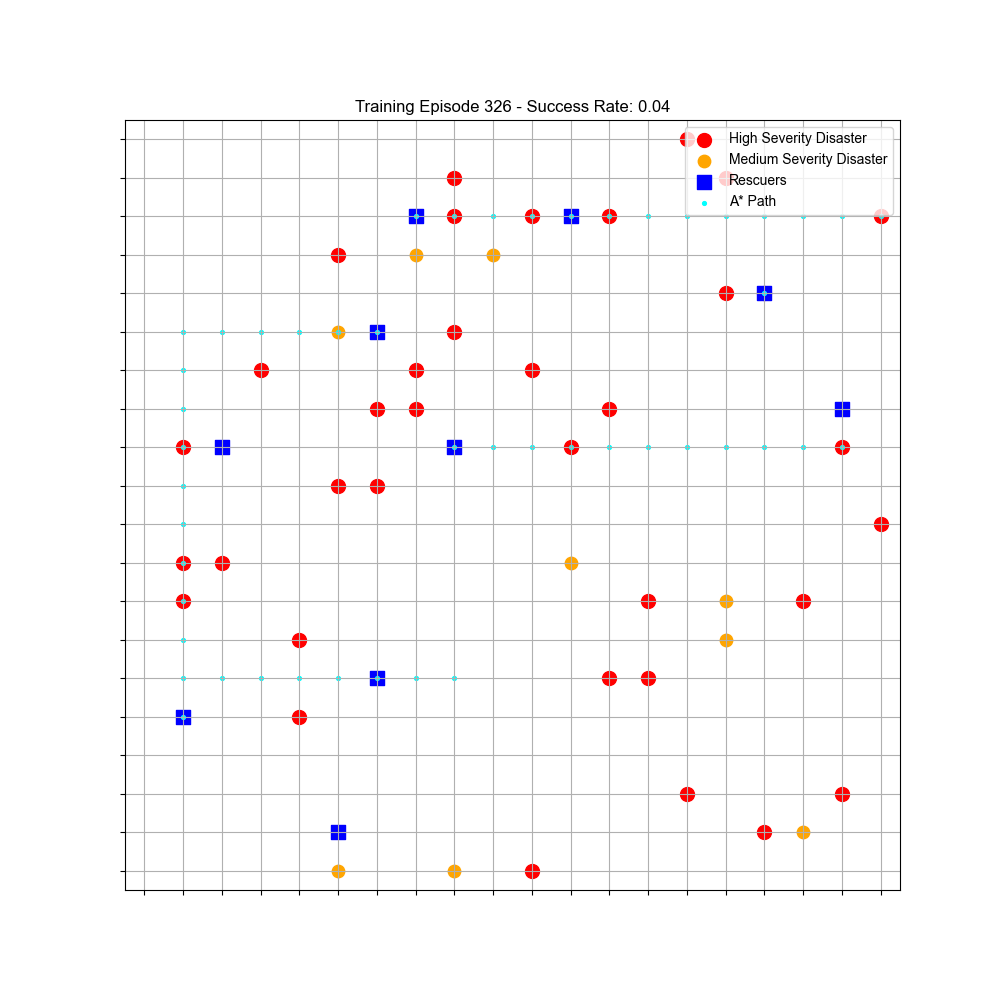 Training Episode 326 - Success Rate: 0.04
High Severity Disaster
Medium Severity Disaster
Rescuers
A* Path